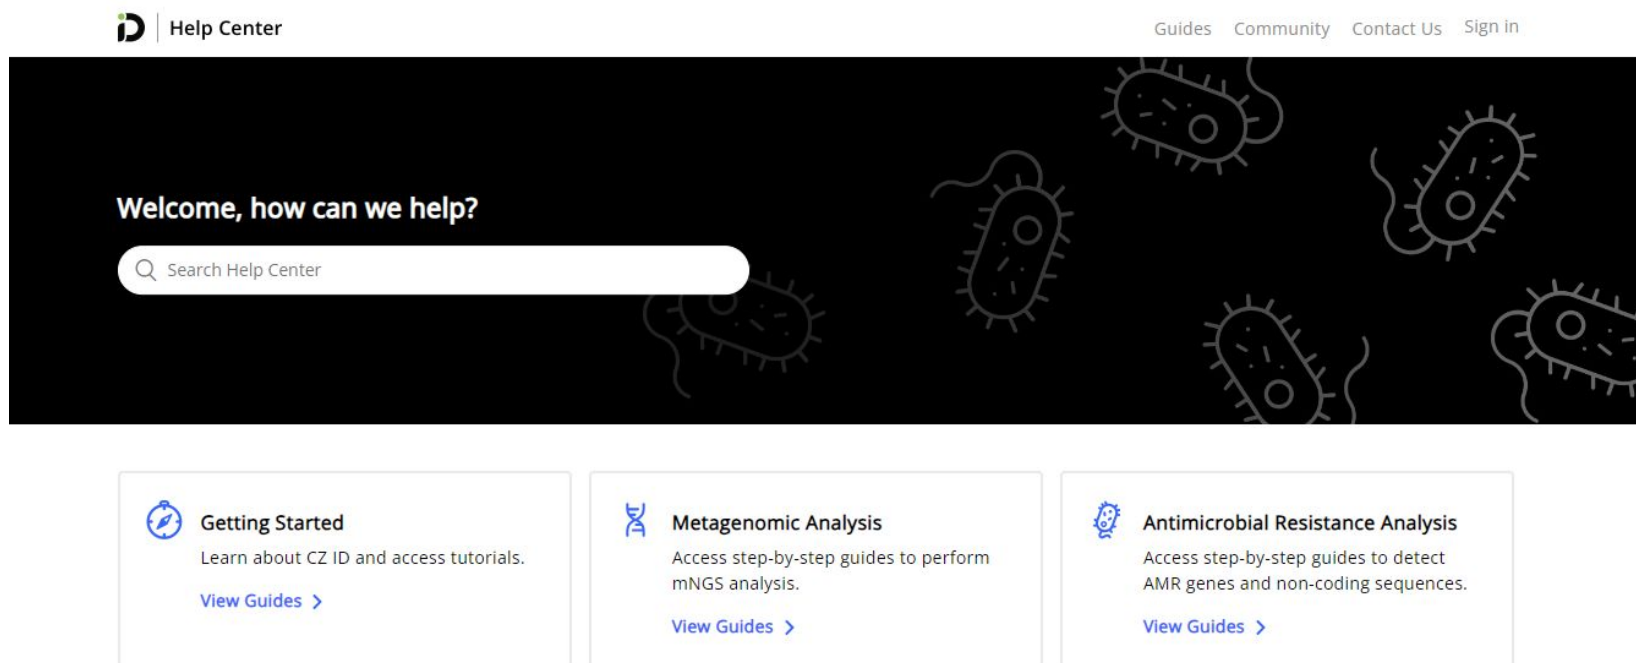 iD Help Center
Guides Community Contact Us Sign in
Welcome, how can we help?
Search Help Center
Getting Started
Learn about CZ ID and access tutorials.
View Guides
Metagenomic Analysis
Access step-by-step guides to perform
mNGS analysis.
View Guides
Antimicrobial Resistance Analysis
Access step-by-step guides to detect
AMR genes and non-coding sequences.
View Guides